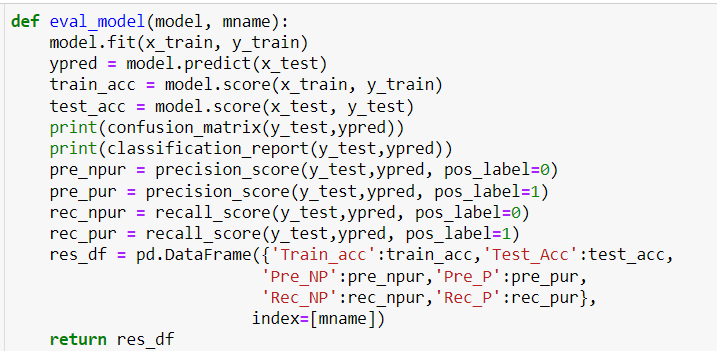 def eval_model(model, mname):
    model.fit(x_train, y_train)
    ypred = model.predict(x_test)
    train_acc = model.score(x_train, y_train)
    test_acc = model.score(x_test, y_test)
    print(confusion_matrix(y_test,ypred))
    print(classification_report(y_test,ypred))
    pre_npur = precision_score(y_test,ypred, pos_label=0)
    pre_pur = precision_score(y_test,ypred, pos_label=1)
    rec_npur = recall_score(y_test,ypred, pos_label=0)
    rec_pur = recall_score(y_test,ypred, pos_label=1)
    res_df = pd.DataFrame({'Train_acc':train_acc,'Test_Acc':test_acc,
                           'Pre_NP':pre_npur,'Pre_P':pre_pur,
                           'Rec_NP':rec_npur,'Rec_P':rec_pur},
                          index=[mname])
    return res_df